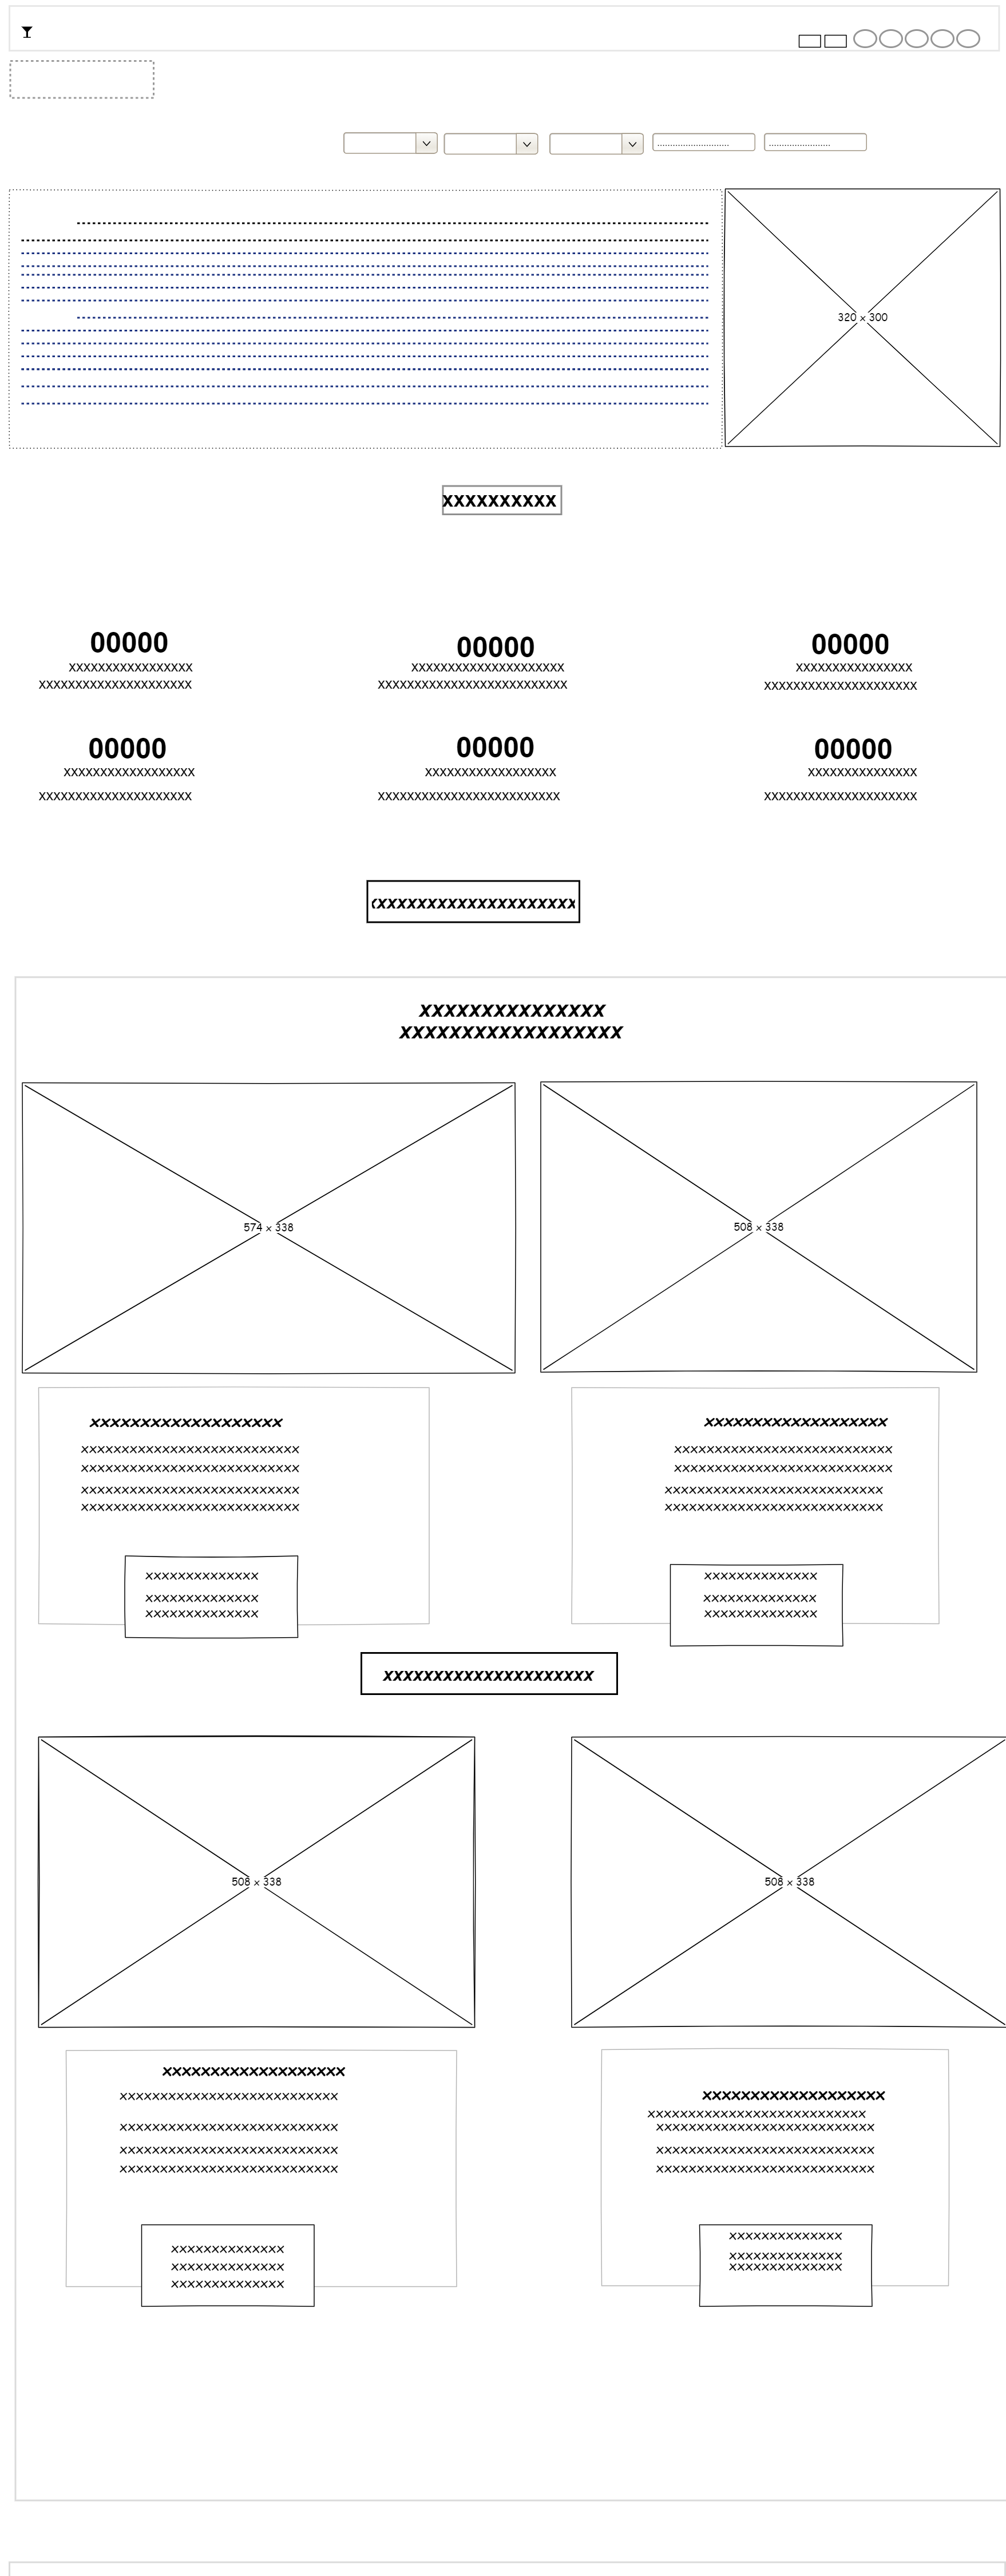 320 x 300
XXXXXXXXXX
00000
00000
00000
XXXXXXXXXXXXXXXXX
XXXXXXXXXXXXXXXXXXXXX
XXXXXXXXXXXXXXXX
XXXXXXXXXXXXXXXXXXXXX
XXXXXXXXXXXXXXXXXXXXXXXXXX
XXXXXXXXXXXXXXXXXXXXX
00000
00000
00000
XXXXXXXXXXXXXXXXXX
XXXXXXXXXXXXXXXXXX
XXXXXXXXXXXXXXX
XXXXXXXXXXXXXXXXXXXXX
XXXXXXXXXXXXXXXXXXXXXXXXX
XXXXXXXXXXXXXXXXXXXXX
XXXXXXXXXXXXXXX
XXXXXXXXXXXXXXXXXX
574 x 338
508 x 338
xxxxxxxxxxxxxxxxxxx
xxxxxxxxxxxxxxxxxxx
xxxxxxxxxxxxxxxxxxxxxxxxxxx
xxxxxxxxxxxxxxxxxxxxxxxxxxx
xxxxxxxxxxxxxxxxxxxxxxxxxxx
xxxxxxxxxxxxxxxxxxxxxxxxxxx
xxxxxxxxxxxxxxxxxxxxxxxxxxx
xxxxxxxxxxxxxxxxxxxxxxxxxxx
xxxxxxxxxxxxxxxxxxxxxxxxxxx
xxxxxxxxxxxxxxxxxxxxxxxxxxx
xxxxxxxxxxxxxx
xxxxxxxxxxxxxx
xxxxxxxxxxxxxx
xxxxxxxxxxxxxx
xxxxxxxxxxxxxx
xxxxxxxxxxxxxx
XXXXXXXXXXXXXXXXXXXX
508 x 338
508 x 338
xxxxxxxxxxxxxxxxxx
xxxxxxxxxxxxxxxxxxxxxxxxxxx
xxxxxxxxxxxxxxxxxxxxxxxxxxx
xxxxxxxxxxxxxxxxxxxxxxxxxxx
xxxxxxxxxxxxxxxxxxxxxxxxxxx
xxxxxxxxxxxxxx
xxxxxxxxxxxxxx
xxxxxxxxxxxxxx
xxxxxxxxxxxxxxxxxx
xxxxxxxxxxxxxxxxxxxxxxxxxxx
xxxxxxxxxxxxxxxxxxxxxxxxxxx
xxxxxxxxxxxxxxxxxxxxxxxxxxx
xxxxxxxxxxxxxxxxxxxxxxxxxxx
xxxxxxxxxxxxxx
xxxxxxxxxxxxxx
xxxxxxxxxxxxxx